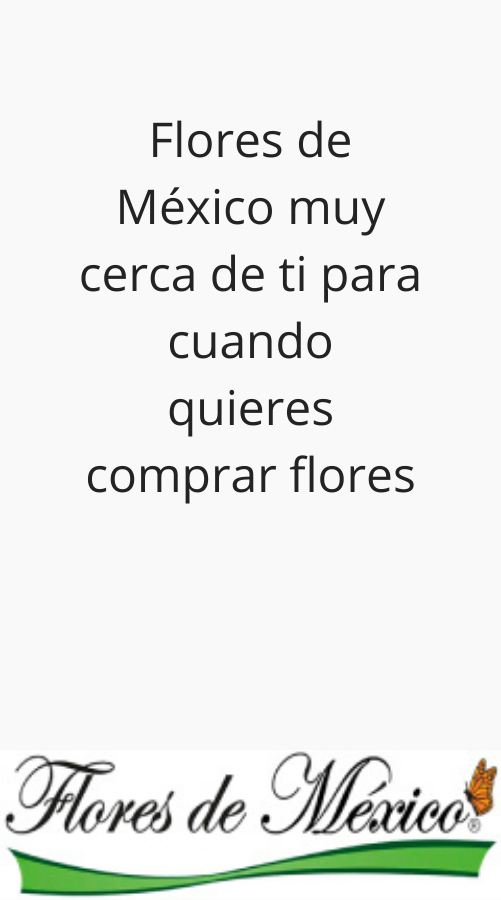 Flores de
México muy
cerca de ti para
cuando
quieres
comprar flores
Flores de México®